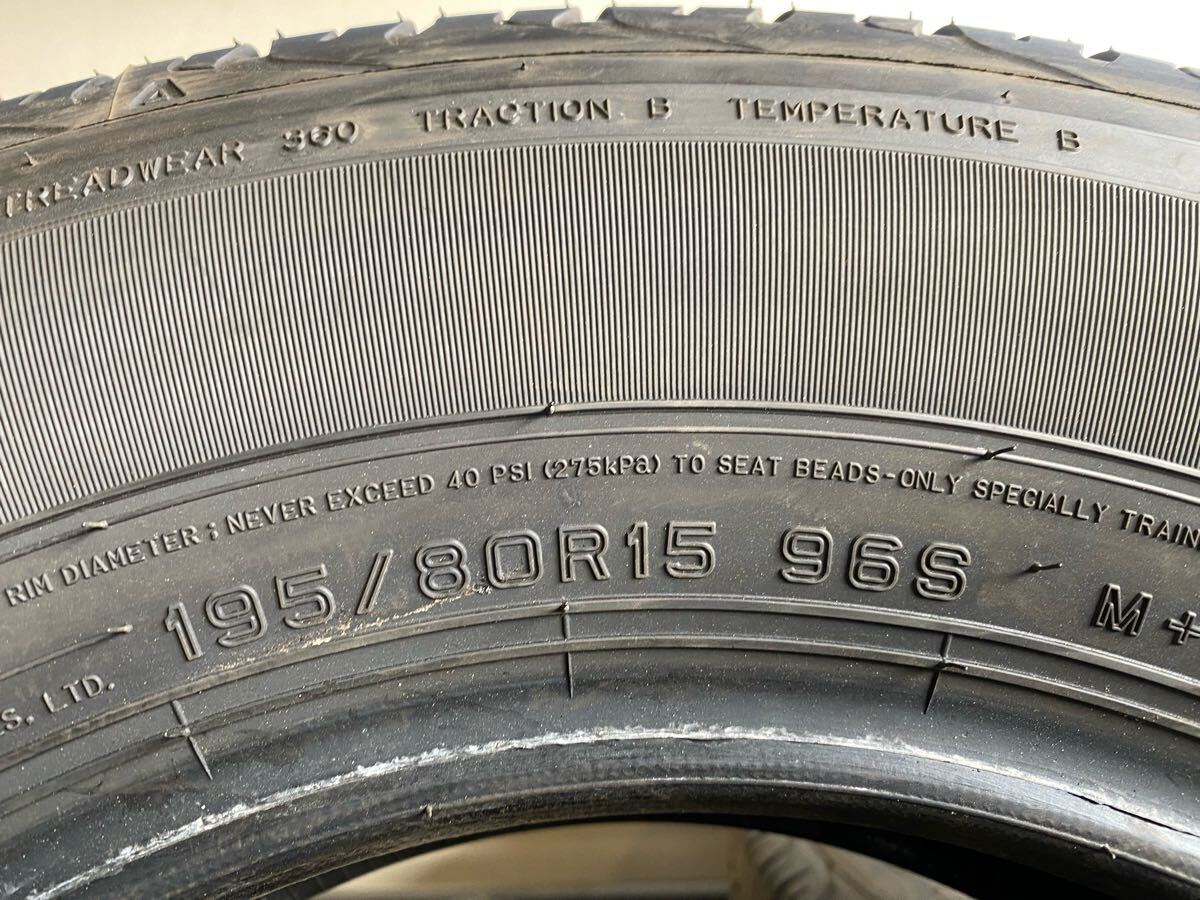 TREADWEAR 360 TRACTION B TEMPERATURE B
RIM DIAMETER ; NEVER EXCEED 40 PSI (275kPa) TO SEAT BEADS-ONLY SPECIALLY TRAIN
195/80R15 96S M+
ES, LTD.